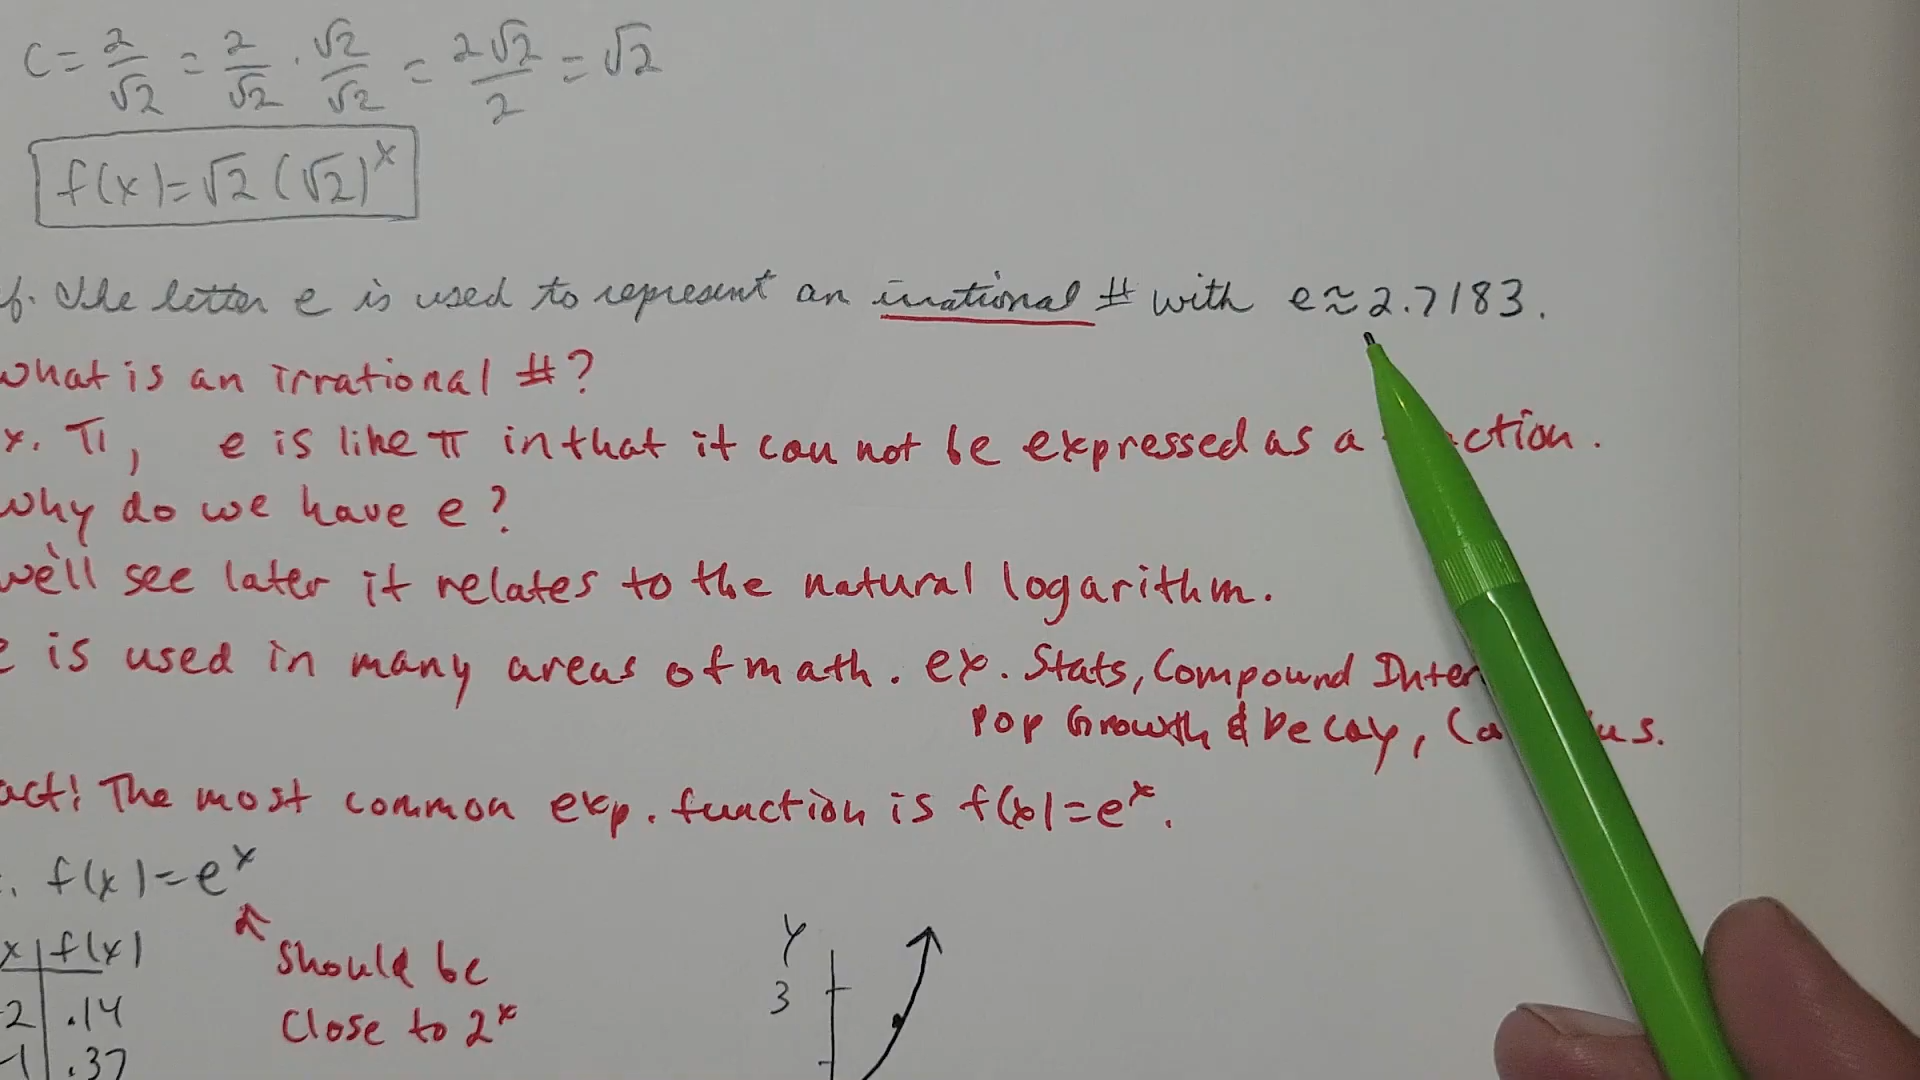 C = 2/√2 = 2/√2 · √2/√2 = 2√2/2 = √2
f(x) = √2 (√2)^x
f. The letter e is used to represent an irrational # with e ≈ 2.7183.
what is an irrational #?
x. π, e is like π in that it can not be expressed as a ction.
why do we have e?
we'll see later it relates to the natural logarithm.
e is used in many areas of math. ex. Stats, Compound Inter
Pop Growth & Decay, Ca us.
act! The most common exp. function is f(x) = e^x.
. f(x) = e^x
x | f(x)
-2 | .14
-1 | .37
should be
close to 2^x
y
3